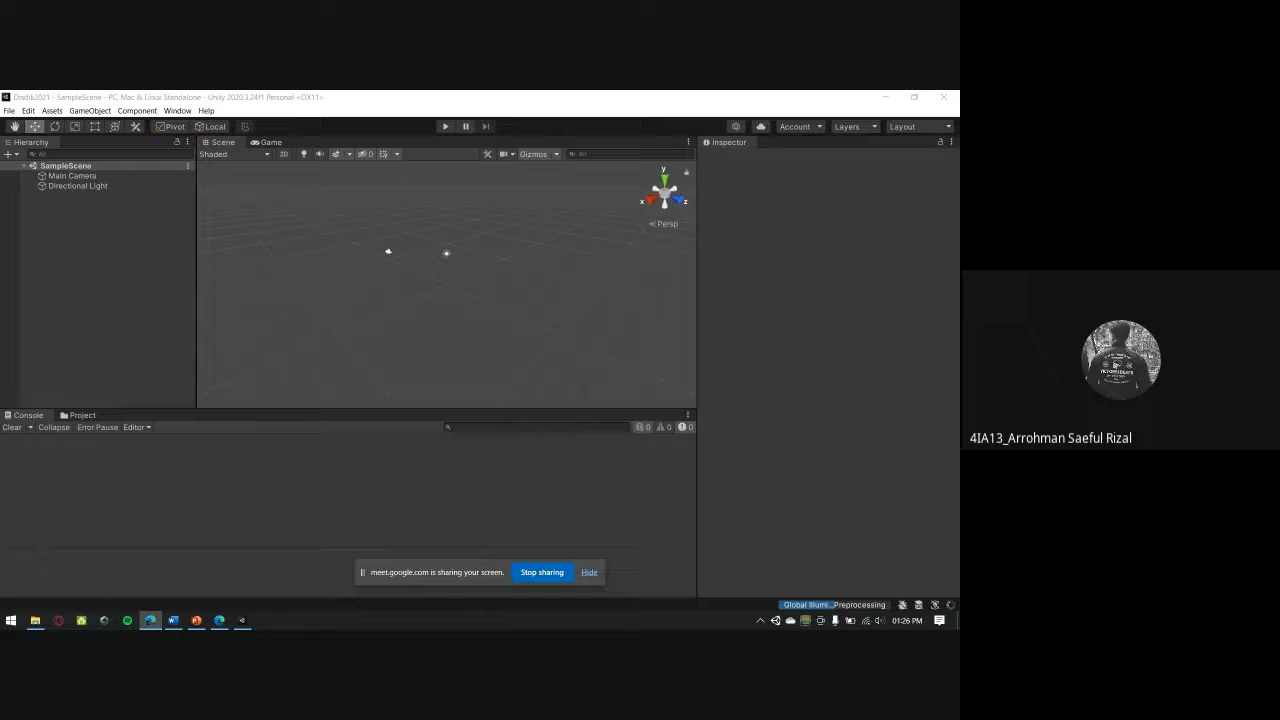 Disdik2021 - SampleScene - PC, Mac & Linux Standalone - Unity 2020.3.24f1 Personal <DX11>
File Edit Assets GameObject Component Window Help
Pivot Local Account Layers Layout
Hierarchy Scene Game Inspector
All Shaded 2D 0 Gizmos All
SampleScene
Main Camera
Directional Light
y
x z
Persp
Console Project
Clear Collapse Error Pause Editor 0 0 0
4IA13_Arrohman Saeful Rizal
meet.google.com is sharing your screen. Stop sharing Hide
Global Illumi... Preprocessing
01:26 PM